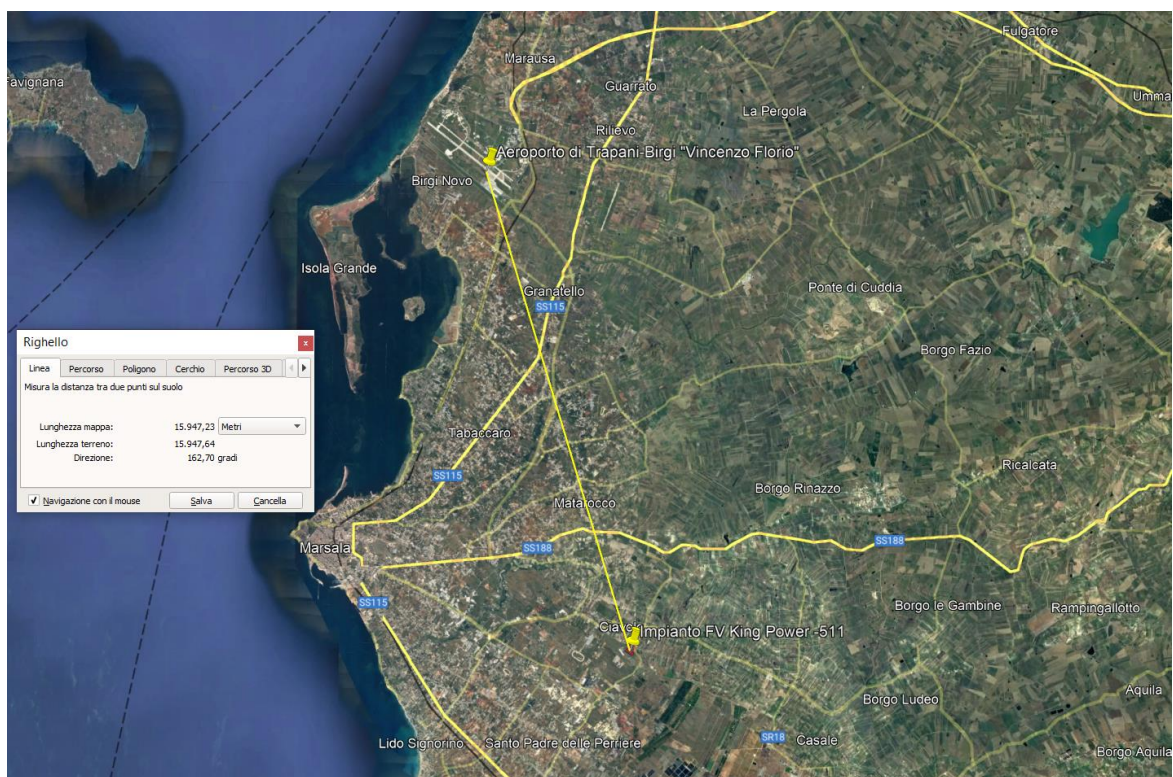 Fulgatore
Marausa
Favignana
Guarrato
Umma
La Pergola
Rilievo
Aeroporto di Trapani-Birgi "Vincenzo Florio"
Birgi Novo
Isola Grande
Ponte di Cuddia
Granatello
SS115
Righello
x
Linea
Percorso
Poligono
Cerchio
Percorso 3D
Misura la distanza tra due punti sul suolo
Lunghezza mappa: 15.947,23 Metri
Lunghezza terreno: 15.947,64
Direzione: 162,70 gradi
Navigazione con il mouse Salva Cancella
Borgo Fazio
Tabaccaro
SS115
Ricalcata
Borgo Rinazzo
Matarocco
Marsala
SS188
SS188
SS115
Borgo le Gambine
Rampingallotto
Impianto FV King Power -511
Borgo Ludeo
Aquila
Lido Signorino
Santo Padre delle Perriere
SR18
Casale
Borgo Aquila